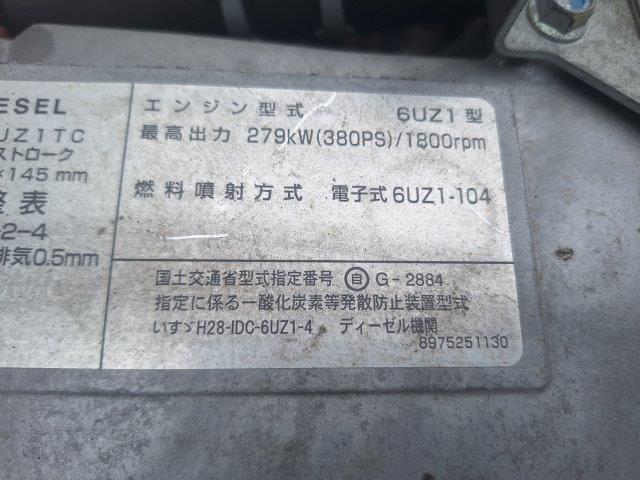 ESEL
UZ1TC
ストローク
×145 mm
整表
-2-4
排気0.5mm
エンジン型式 6UZ1型
最高出力 279kW(380PS)/1800rpm
燃料噴射方式 電子式6UZ1-104
国土交通省型式指定番号 自 G-2884
指定に係る一酸化炭素等発散防止装置型式
いすゞH28-IDC-6UZ1-4 ディーゼル機関
8975251130